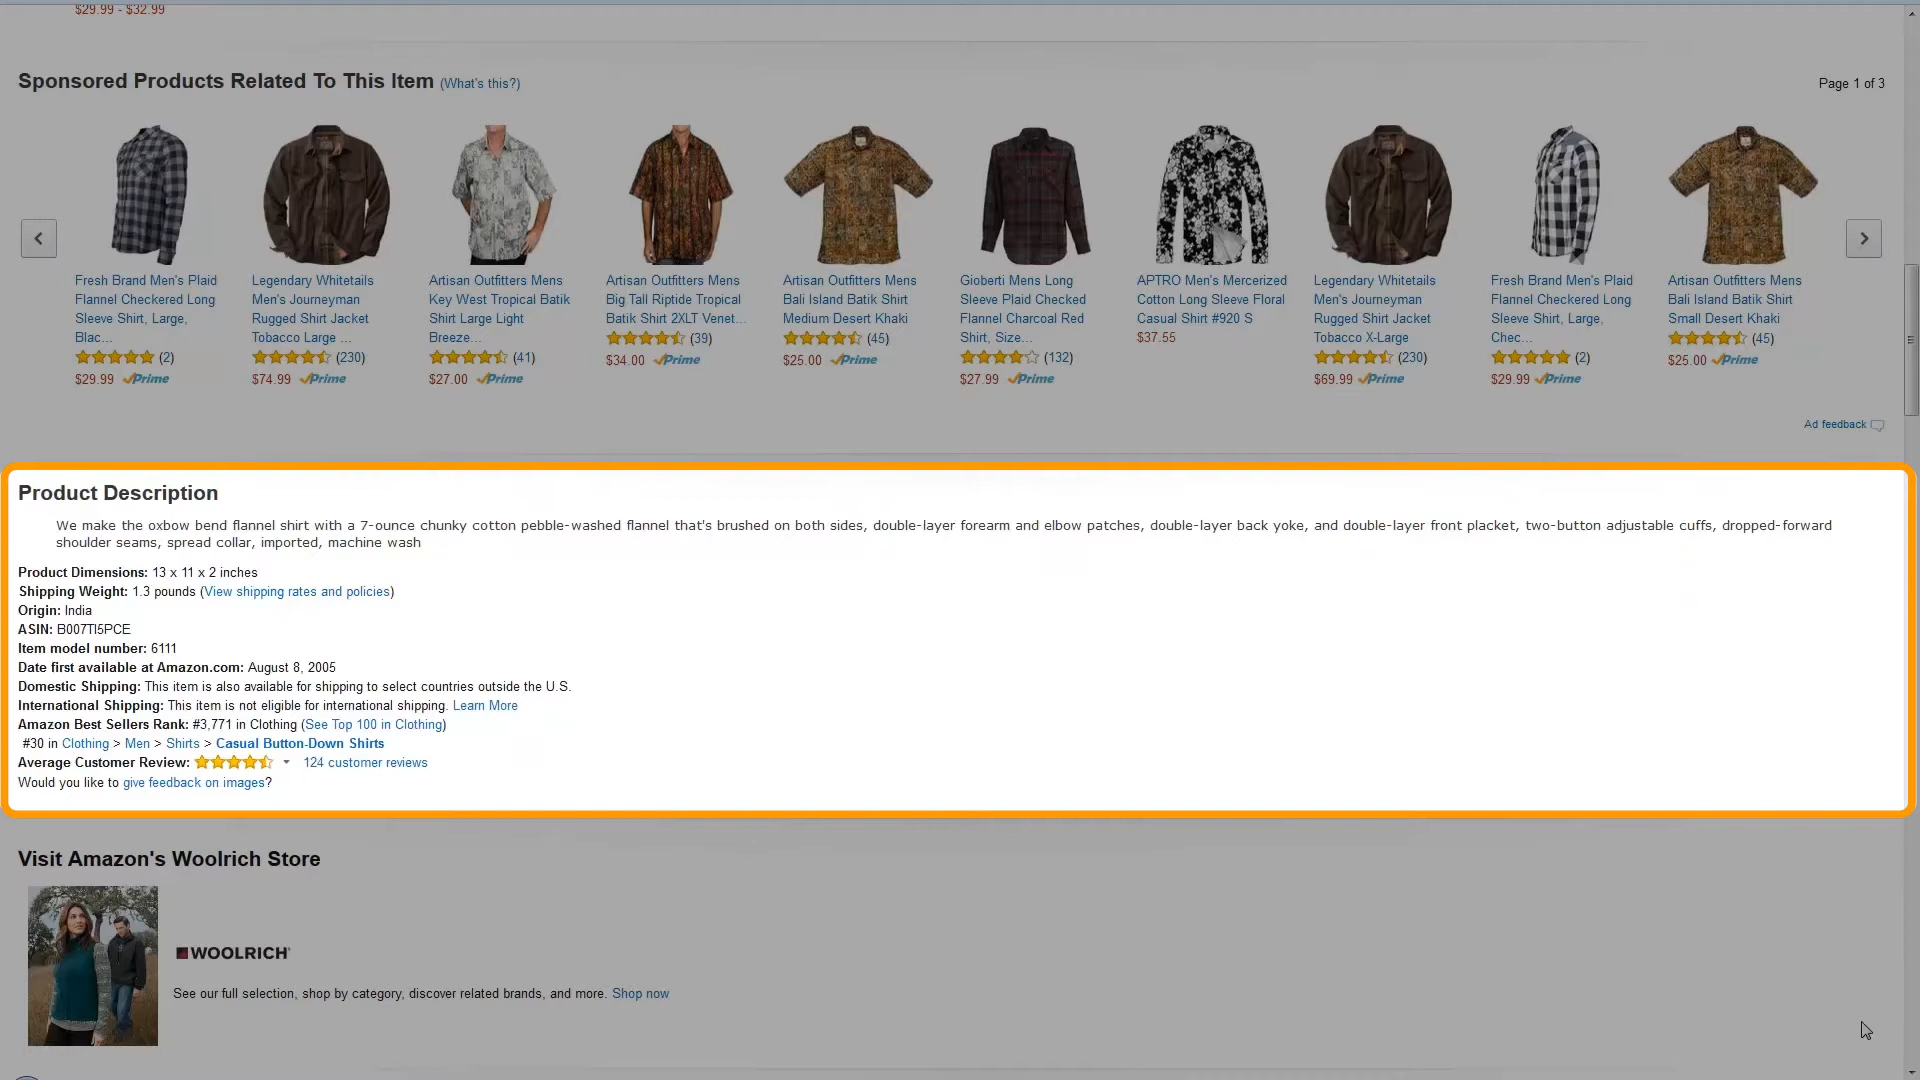 $29.99 - $32.99
Sponsored Products Related To This Item (What's this?)
Page 1 of 3
Fresh Brand Men's Plaid
Flannel Checkered Long
Sleeve Shirt, Large,
Blac...
(2)
$29.99 Prime
Legendary Whitetails
Men's Journeyman
Rugged Shirt Jacket
Tobacco Large ...
(230)
$74.99 Prime
Artisan Outfitters Mens
Key West Tropical Batik
Shirt Large Light
Breeze...
(41)
$27.00 Prime
Artisan Outfitters Mens
Big Tall Riptide Tropical
Batik Shirt 2XLT Venet...
(39)
$34.00 Prime
Artisan Outfitters Mens
Bali Island Batik Shirt
Medium Desert Khaki
(45)
$25.00 Prime
Gioberti Mens Long
Sleeve Plaid Checked
Flannel Charcoal Red
Shirt, Size...
(132)
$27.99 Prime
APTRO Men's Mercerized
Cotton Long Sleeve Floral
Casual Shirt #920 S
$37.55
Legendary Whitetails
Men's Journeyman
Rugged Shirt Jacket
Tobacco X-Large
(230)
$69.99 Prime
Fresh Brand Men's Plaid
Flannel Checkered Long
Sleeve Shirt, Large,
Chec...
(2)
$29.99 Prime
Artisan Outfitters Mens
Bali Island Batik Shirt
Small Desert Khaki
(45)
$25.00 Prime
Ad feedback
Product Description
We make the oxbow bend flannel shirt with a 7-ounce chunky cotton pebble-washed flannel that's brushed on both sides, double-layer forearm and elbow patches, double-layer back yoke, and double-layer front placket, two-button adjustable cuffs, dropped-forward
shoulder seams, spread collar, imported, machine wash
Product Dimensions: 13 x 11 x 2 inches
Shipping Weight: 1.3 pounds (View shipping rates and policies)
Origin: India
ASIN: B007TI5PCE
Item model number: 6111
Date first available at Amazon.com: August 8, 2005
Domestic Shipping: This item is also available for shipping to select countries outside the U.S.
International Shipping: This item is not eligible for international shipping. Learn More
Amazon Best Sellers Rank: #3,771 in Clothing (See Top 100 in Clothing)
#30 in Clothing > Men > Shirts > Casual Button-Down Shirts
Average Customer Review: 124 customer reviews
Would you like to give feedback on images?
Visit Amazon's Woolrich Store
WOOLRICH
See our full selection, shop by category, discover related brands, and more. Shop now